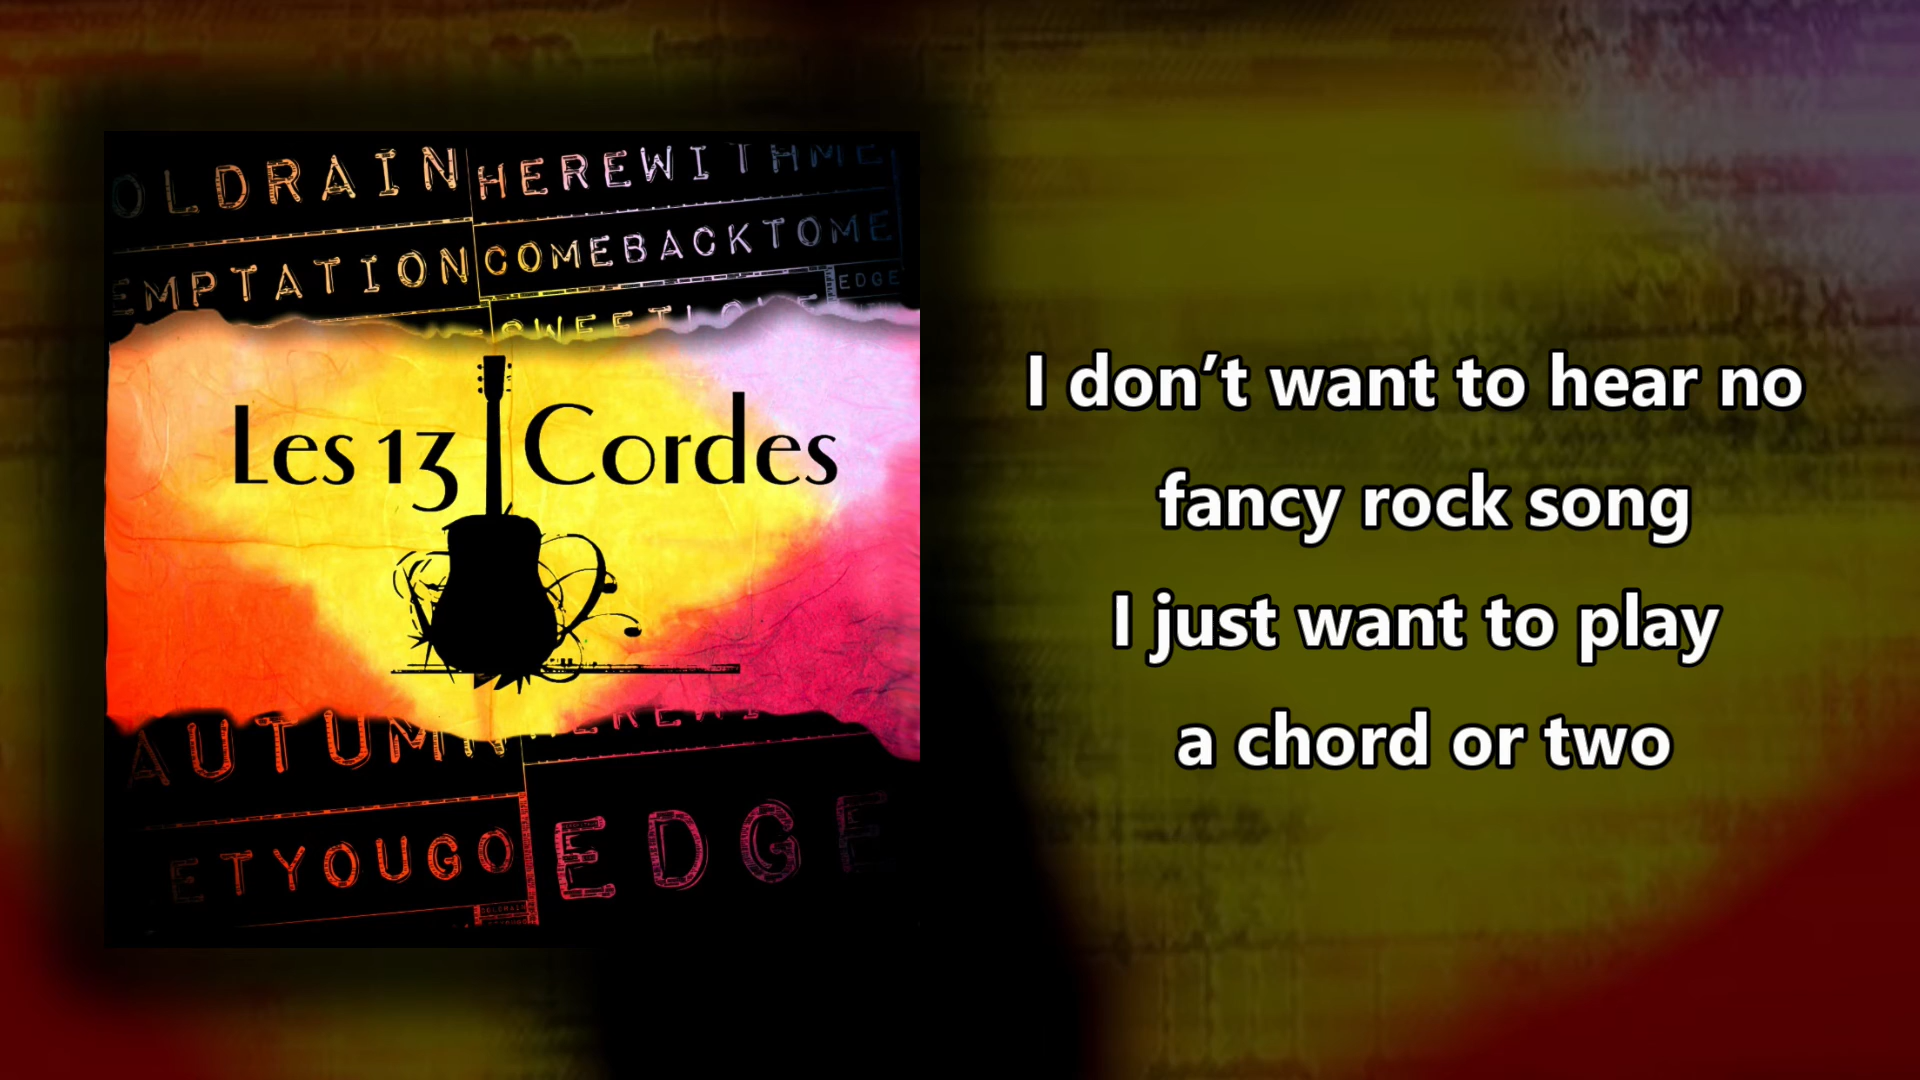 OLDRAIN HEREWITHME
EMPTATION COMEBACKTOME
EDGE
Les 13 Cordes
AUTUMN
ETYOUGO EDGE
I don’t want to hear no
fancy rock song
I just want to play
a chord or two